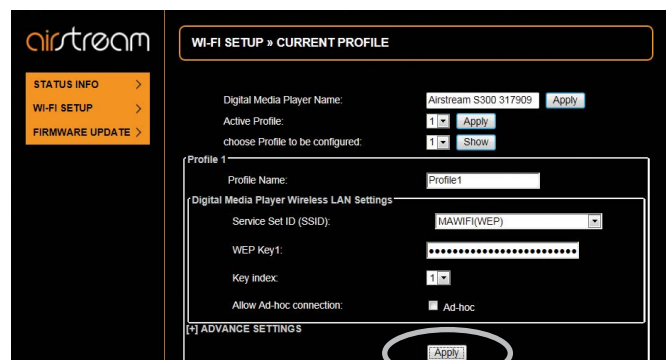 airstream
WI-FI SETUP » CURRENT PROFILE
STATUS INFO >
WI-FI SETUP >
FIRMWARE UPDATE >
Digital Media Player Name: Airstream S300 317909 Apply
Active Profile: 1 Apply
choose Profile to be configured: 1 Show
Profile 1
Profile Name: Profile1
Digital Media Player Wireless LAN Settings
Service Set ID (SSID): MAWIFI(WEP)
WEP Key1: •••••••••••••••••••••••••
Key index: 1
Allow Ad-hoc connection: Ad-hoc
[+] ADVANCE SETTINGS
Apply